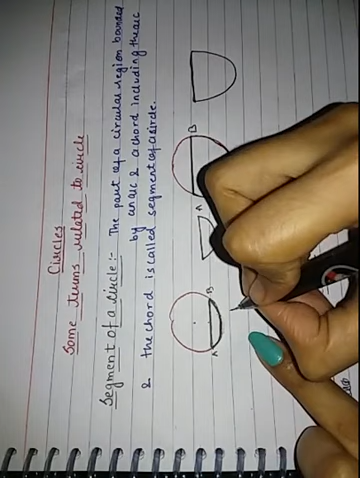 Circles
Some terms related to circle
Segment of a circle:- The part of a circular region bonded
by an arc & a chord including the arc
& the chord is called segment of a circle.
A B
A B